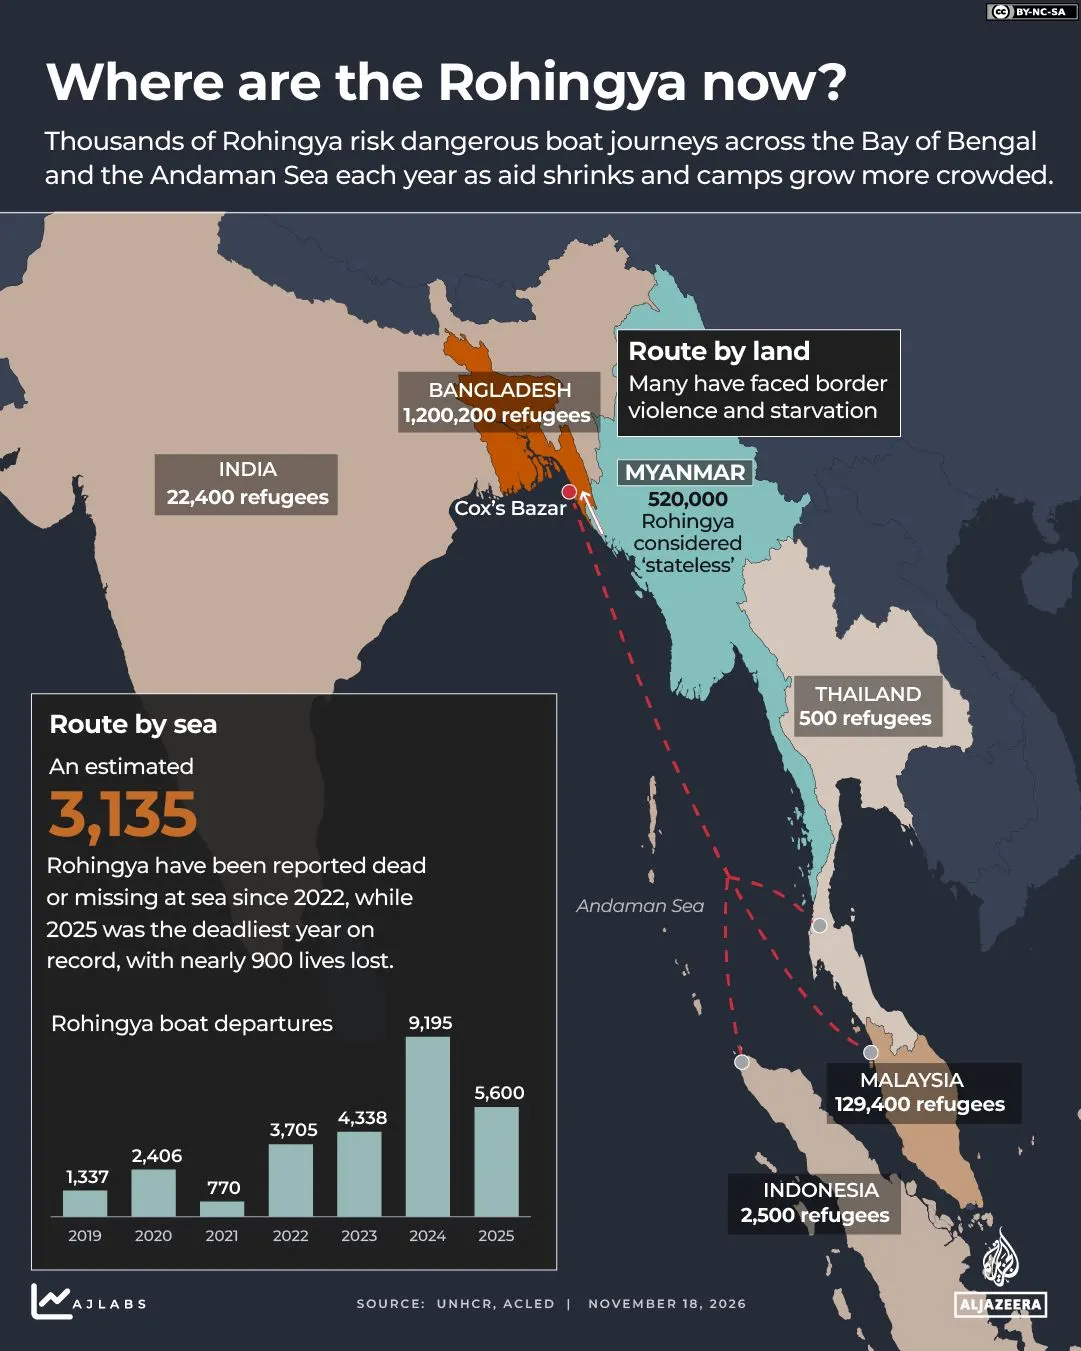 BY-NC-SA
Where are the Rohingya now?
Thousands of Rohingya risk dangerous boat journeys across the Bay of Bengal
and the Andaman Sea each year as aid shrinks and camps grow more crowded.
Route by land
Many have faced border
violence and starvation
BANGLADESH
1,200,200 refugees
INDIA
22,400 refugees
MYANMAR
520,000
Rohingya
considered
‘stateless’
Cox’s Bazar
THAILAND
500 refugees
Route by sea
An estimated
3,135
Rohingya have been reported dead
or missing at sea since 2022, while
2025 was the deadliest year on
record, with nearly 900 lives lost.
Andaman Sea
Rohingya boat departures
1,337
2,406
770
3,705
4,338
9,195
5,600
2019
2020
2021
2022
2023
2024
2025
MALAYSIA
129,400 refugees
INDONESIA
2,500 refugees
AJLABS
SOURCE: UNHCR, ACLED | NOVEMBER 18, 2026
ALJAZEERA